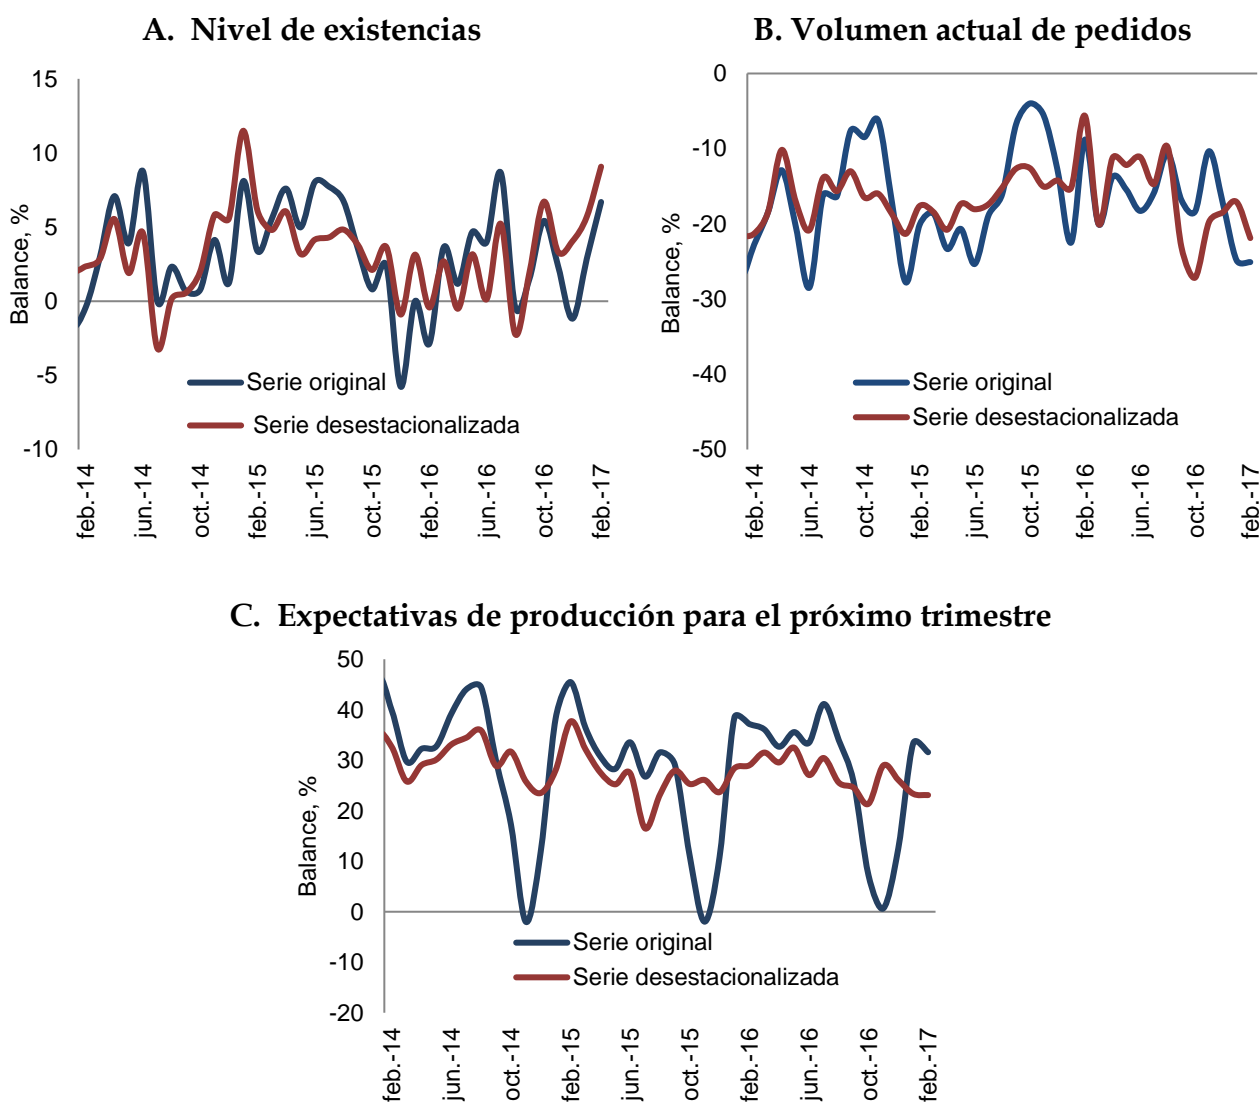 A. Nivel de existencias
Balance, %
15
10
5
0
-5
-10
Serie original
Serie desestacionalizada
feb.-14
jun.-14
oct.-14
feb.-15
jun.-15
oct.-15
feb.-16
jun.-16
oct.-16
feb.-17
B. Volumen actual de pedidos
Balance, %
-0
-10
-20
-30
-40
-50
Serie original
Serie desestacionalizada
feb.-14
jun.-14
oct.-14
feb.-15
jun.-15
oct.-15
feb.-16
jun.-16
oct.-16
feb.-17
C. Expectativas de producción para el próximo trimestre
Balance, %
50
40
30
20
10
0
-10
-20
Serie original
Serie desestacionalizada
feb.-14
jun.-14
oct.-14
feb.-15
jun.-15
oct.-15
feb.-16
jun.-16
oct.-16
feb.-17